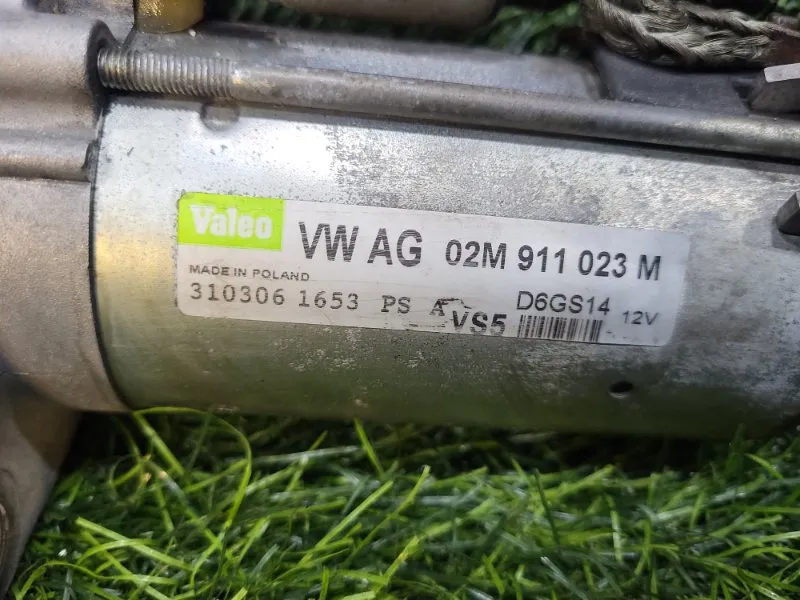 Valeo VW AG 02M 911 023 M
MADE IN POLAND
310306 1653 PS A VS5 D6GS14 12V